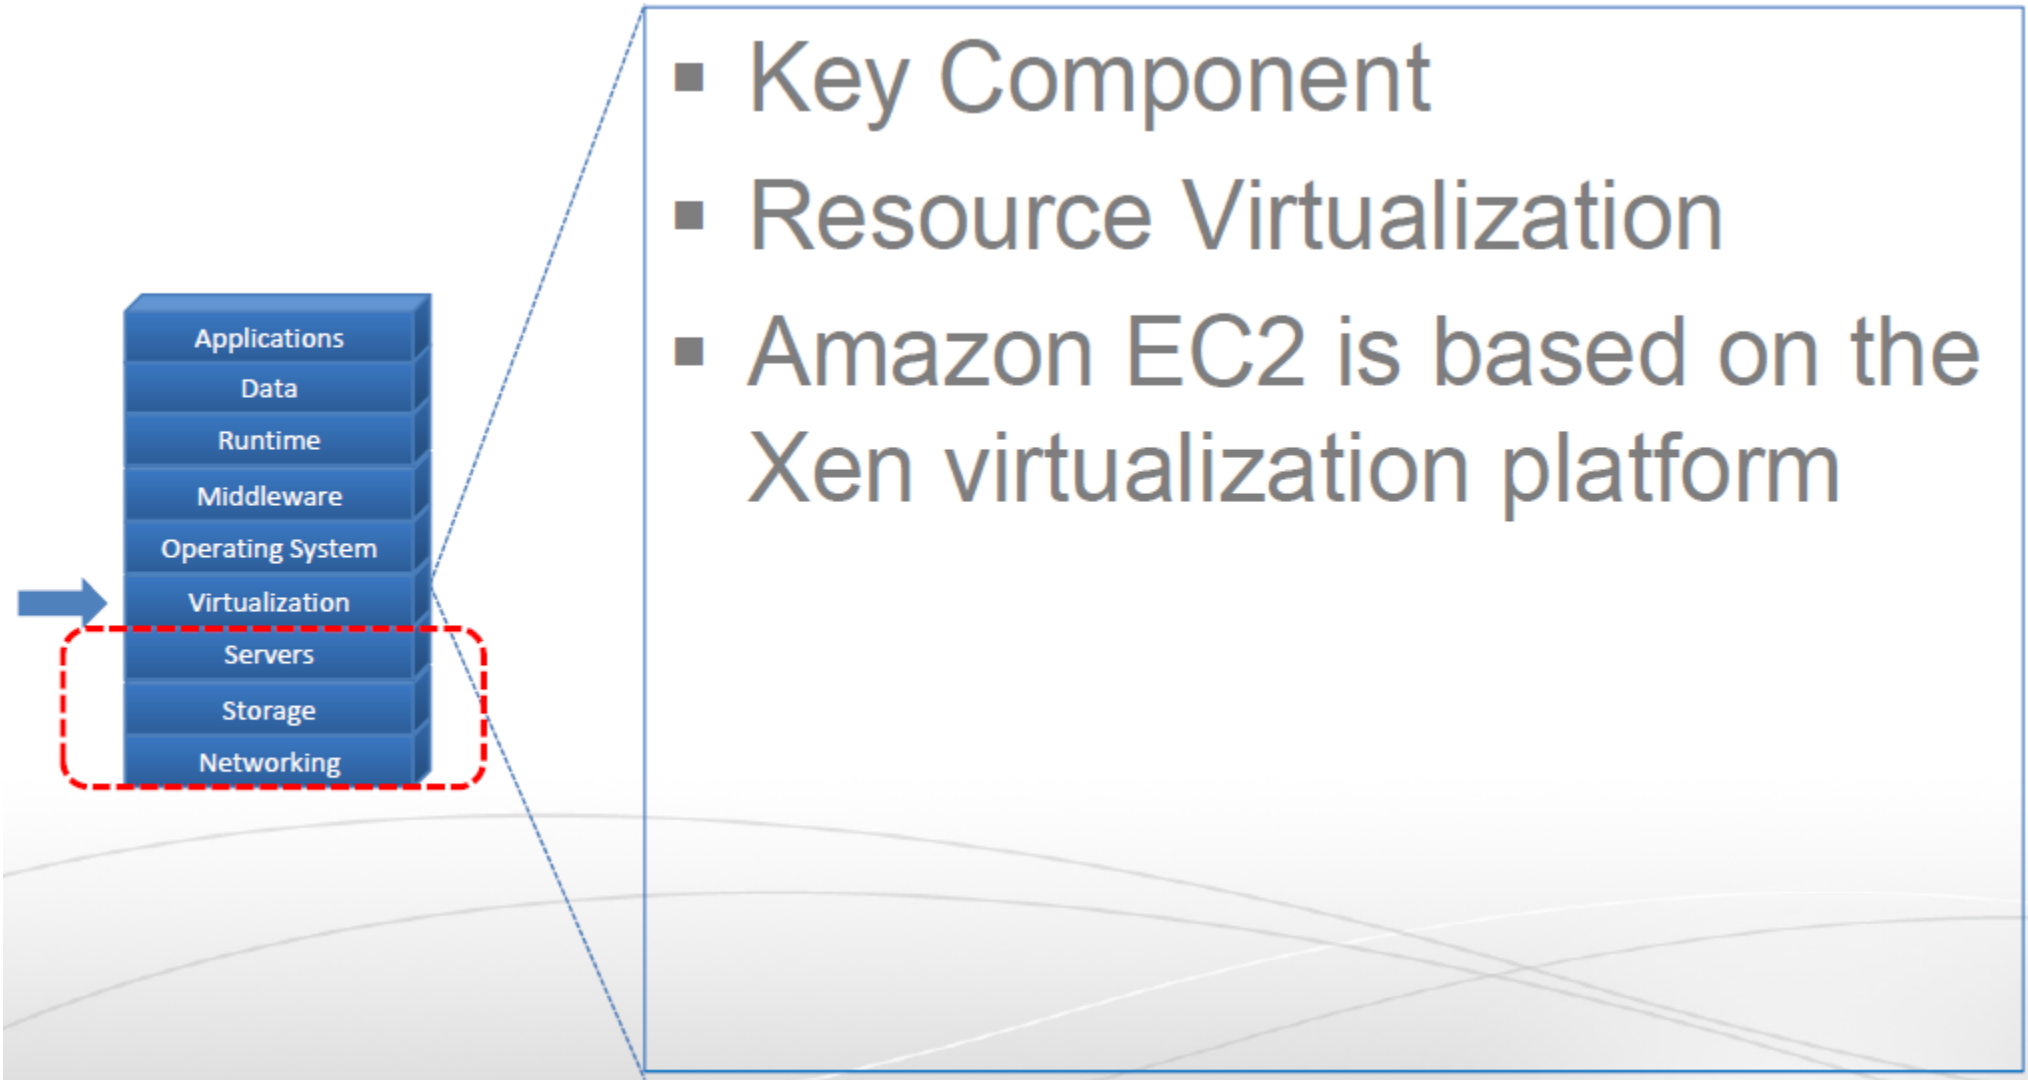 Applications
Data
Runtime
Middleware
Operating System
Virtualization
Servers
Storage
Networking
▪ Key Component
▪ Resource Virtualization
▪ Amazon EC2 is based on the
Xen virtualization platform